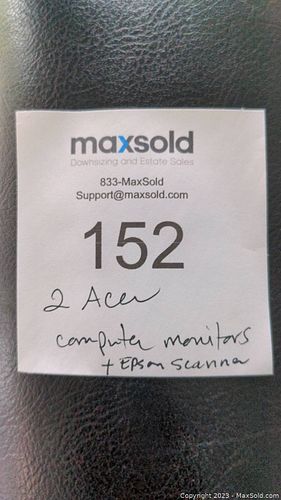 maxsold
Downsizing and Estate Sales
833-MaxSold
Support@maxsold.com
152
2 Acer
computer monitors
+ Epson Scanner
Copyright © 2023 - MaxSold.com